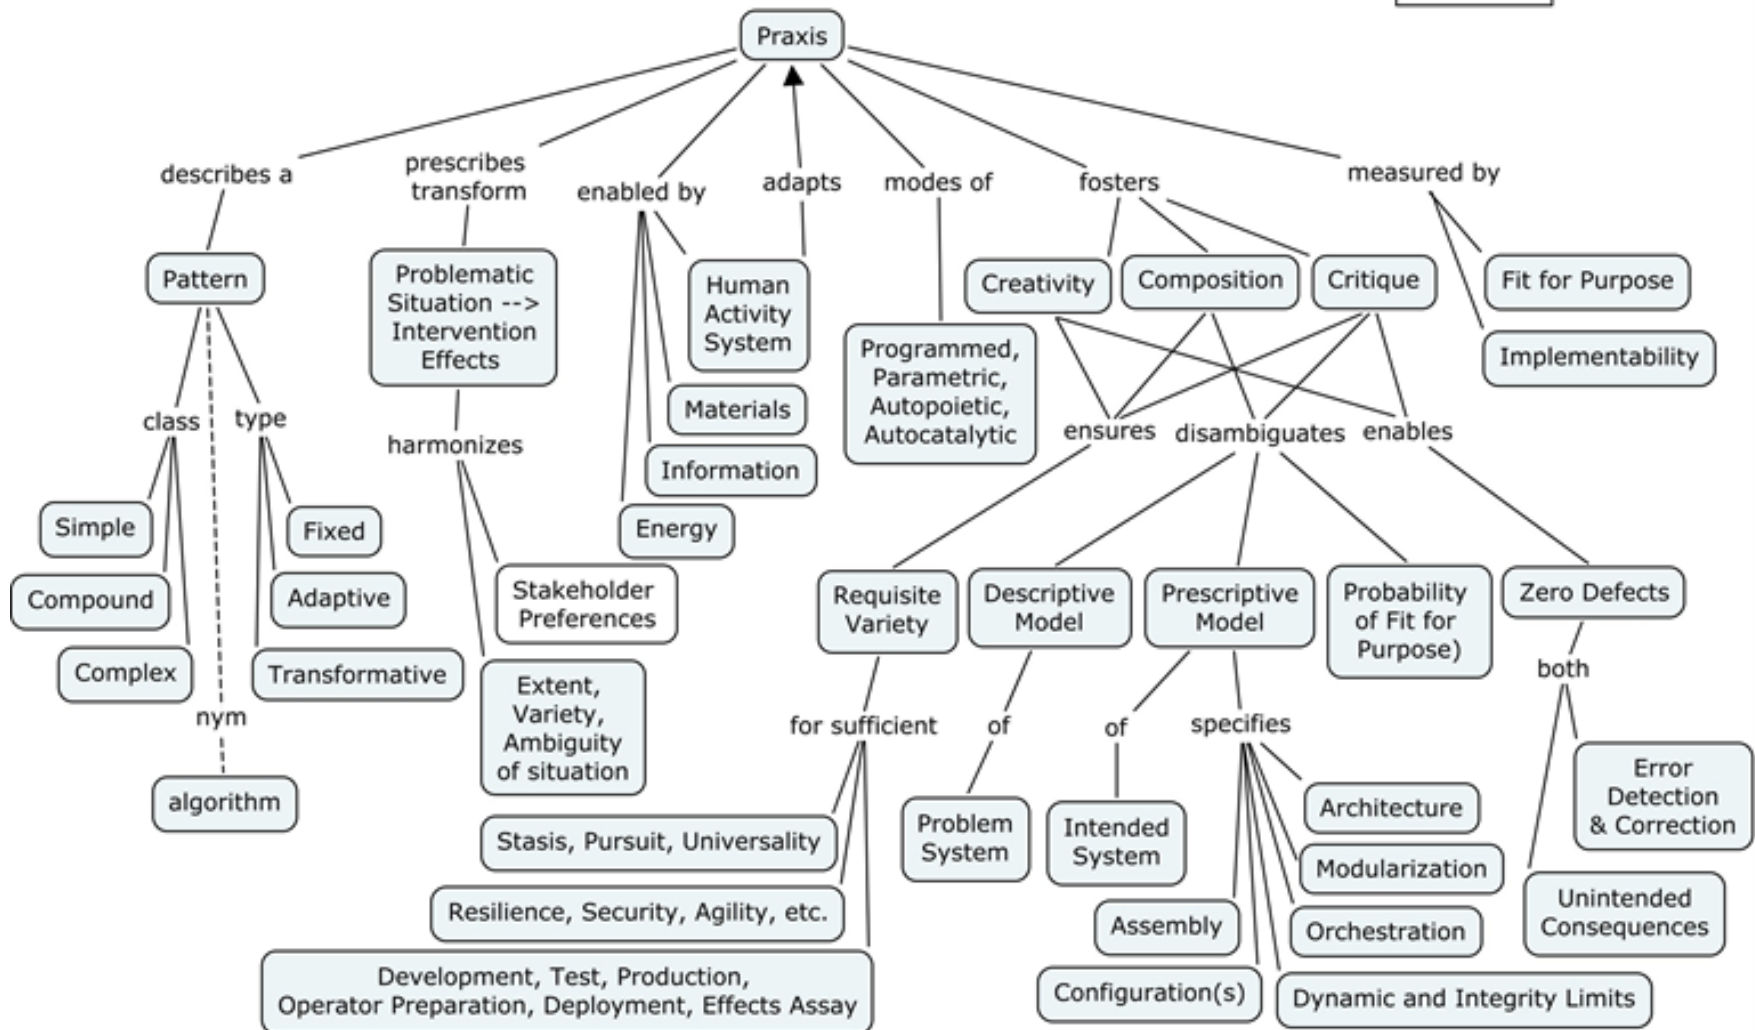 Praxis
describes a
prescribes
transform
enabled by
adapts
modes of
fosters
measured by
Pattern
Problematic
Situation -->
Intervention
Effects
Human
Activity
System
Creativity
Composition
Critique
Fit for Purpose
Implementability
Programmed,
Parametric,
Autopoietic,
Autocatalytic
class
type
harmonizes
Materials
Information
Energy
ensures
disambiguates
enables
Simple
Fixed
Compound
Adaptive
Complex
Transformative
nym
algorithm
Stakeholder
Preferences
Extent,
Variety,
Ambiguity
of situation
Requisite
Variety
Descriptive
Model
Prescriptive
Model
Probability
of Fit for
Purpose)
Zero Defects
both
for sufficient
of
of
specifies
Stasis, Pursuit, Universality
Resilience, Security, Agility, etc.
Development, Test, Production,
Operator Preparation, Deployment, Effects Assay
Problem
System
Intended
System
Architecture
Modularization
Assembly
Orchestration
Configuration(s)
Dynamic and Integrity Limits
Error
Detection
& Correction
Unintended
Consequences